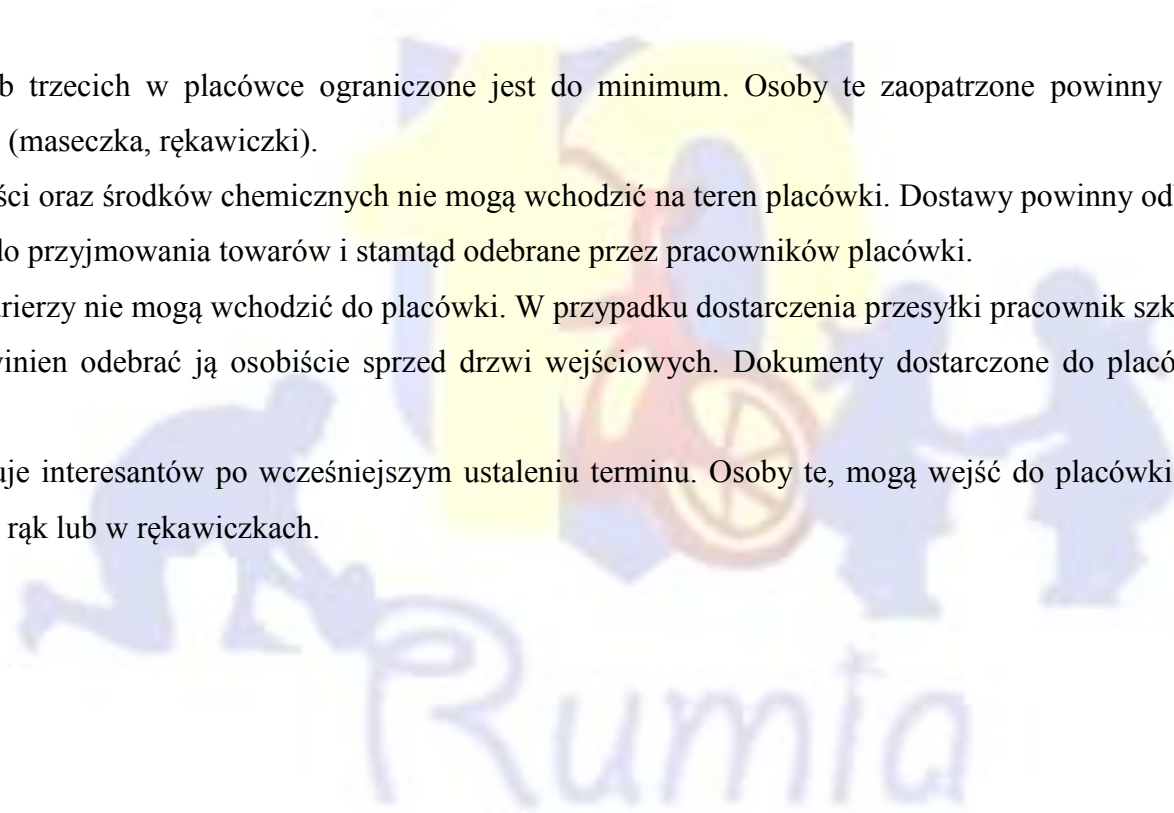 b trzecich w placówce ograniczone jest do minimum. Osoby te zaopatrzone powinny
(maseczka, rękawiczki).
ści oraz środków chemicznych nie mogą wchodzić na teren placówki. Dostawy powinny od
do przyjmowania towarów i stamtąd odebrane przez pracowników placówki.
rierzy nie mogą wchodzić do placówki. W przypadku dostarczenia przesyłki pracownik szk
winien odebrać ją osobiście sprzed drzwi wejściowych. Dokumenty dostarczone do placó
uje interesantów po wcześniejszym ustaleniu terminu. Osoby te, mogą wejść do placówki
rąk lub w rękawiczkach.
10
Rumia